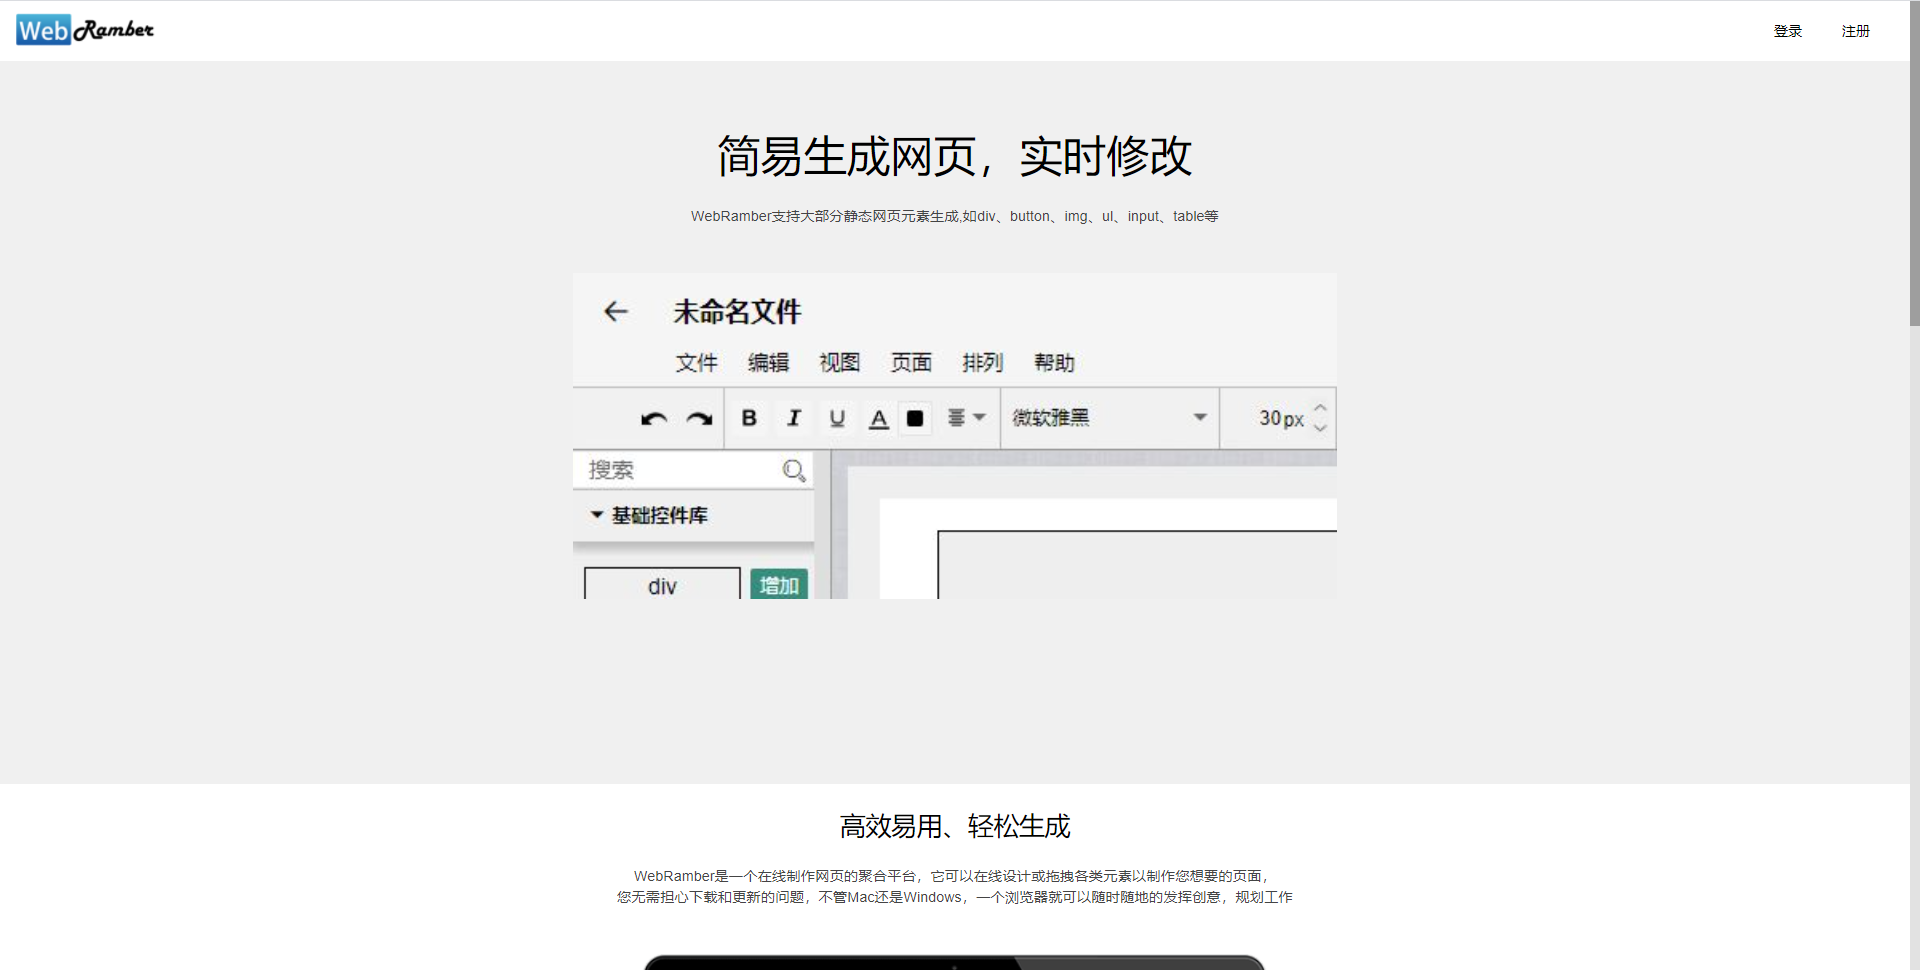 Web Ramber
登录 注册
简易生成网页，实时修改
WebRamber支持大部分静态网页元素生成,如div、button、img、ul、input、table等
未命名文件
文件 编辑 视图 页面 排列 帮助
B I U A 微软雅黑 30px
搜索
基础控件库
div 增加
高效易用、轻松生成
WebRamber是一个在线制作网页的聚合平台，它可以在线设计或拖拽各类元素以制作您想要的页面，
您无需担心下载和更新的问题，不管Mac还是Windows，一个浏览器就可以随时随地的发挥创意，规划工作